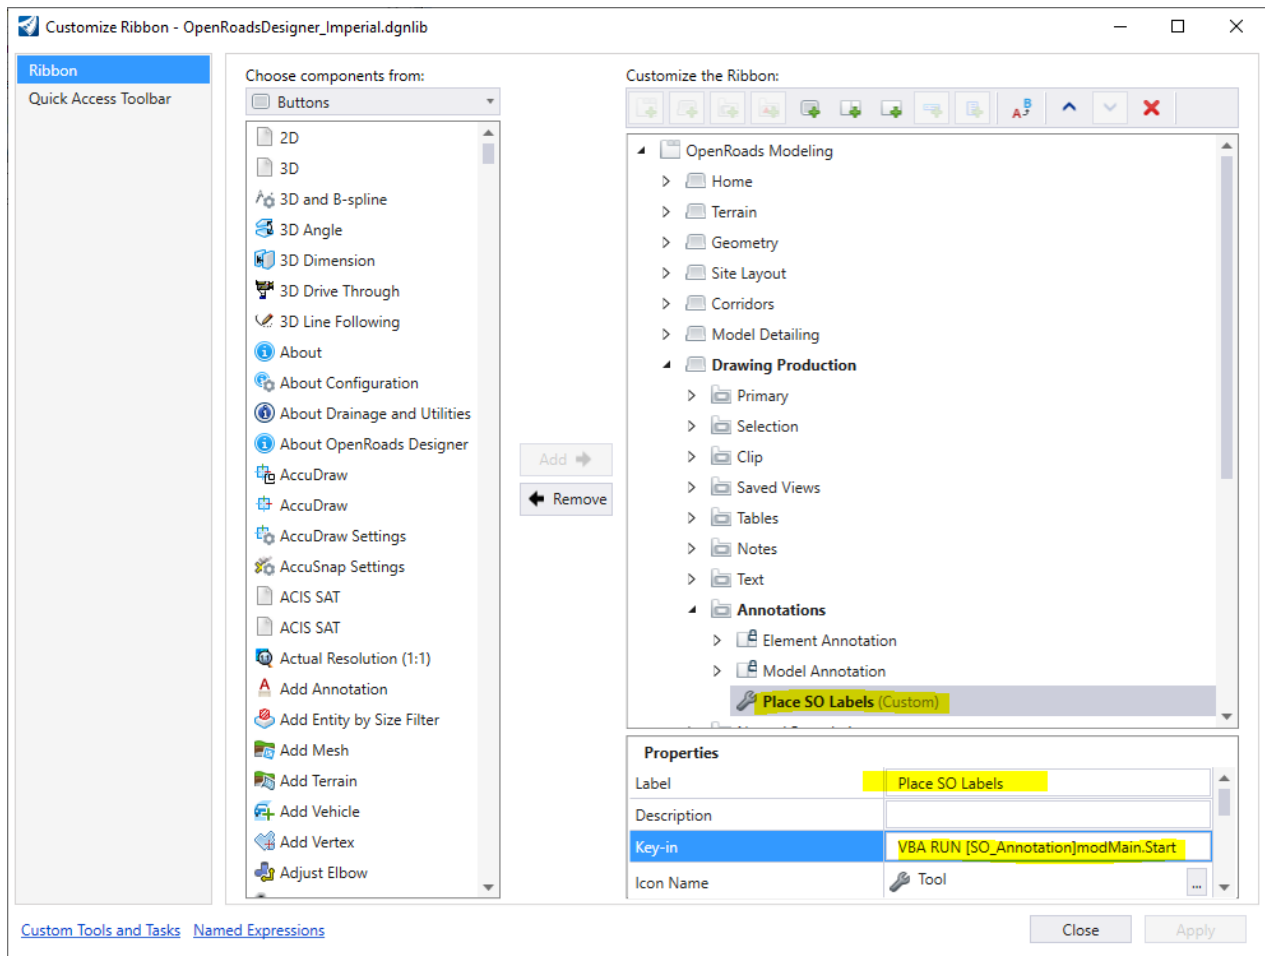 Customize Ribbon - OpenRoadsDesigner_Imperial.dgnlib
Ribbon
Quick Access Toolbar
Choose components from:
Buttons
2D
3D
3D and B-spline
3D Angle
3D Dimension
3D Drive Through
3D Line Following
About
About Configuration
About Drainage and Utilities
About OpenRoads Designer
AccuDraw
AccuDraw
AccuDraw Settings
AccuSnap Settings
ACIS SAT
ACIS SAT
Actual Resolution (1:1)
Add Annotation
Add Entity by Size Filter
Add Mesh
Add Terrain
Add Vehicle
Add Vertex
Adjust Elbow
Add
Remove
Customize the Ribbon:
OpenRoads Modeling
Home
Terrain
Geometry
Site Layout
Corridors
Model Detailing
Drawing Production
Primary
Selection
Clip
Saved Views
Tables
Notes
Text
Annotations
Element Annotation
Model Annotation
Place SO Labels (Custom)
Properties
Label Place SO Labels
Description
Key-in VBA RUN [SO_Annotation]modMain.Start
Icon Name Tool ...
Custom Tools and Tasks Named Expressions
Close Apply